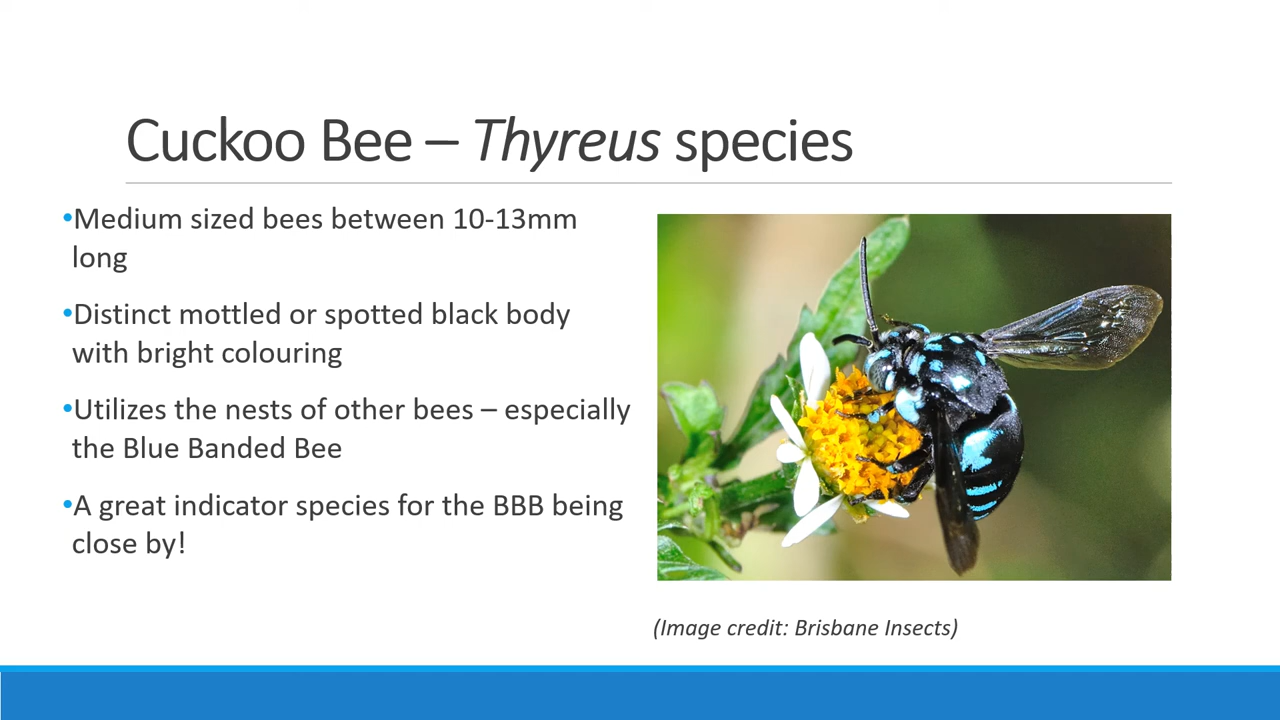 Cuckoo Bee – Thyreus species
•Medium sized bees between 10-13mm
long
•Distinct mottled or spotted black body
with bright colouring
•Utilizes the nests of other bees – especially
the Blue Banded Bee
•A great indicator species for the BBB being
close by!
(Image credit: Brisbane Insects)